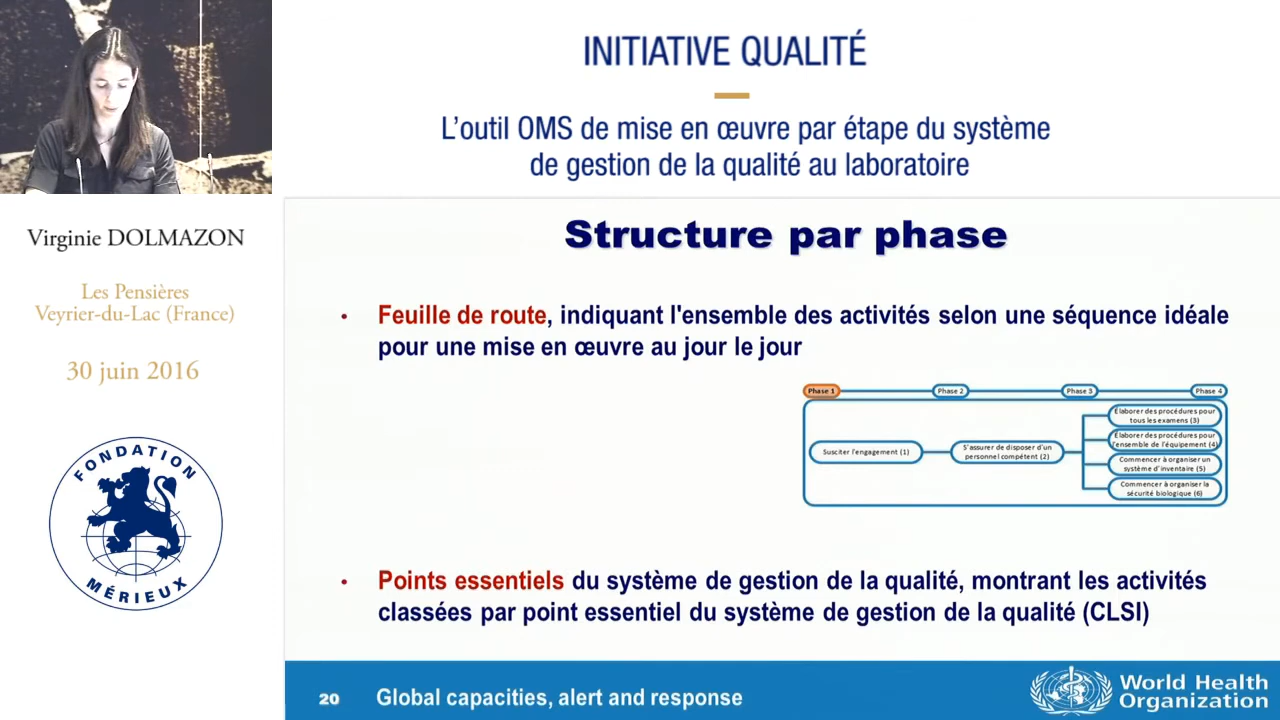 INITIATIVE QUALITÉ
L'outil OMS de mise en œuvre par étape du système
de gestion de la qualité au laboratoire
Virginie DOLMAZON
Les Pensières
Veyrier-du-Lac (France)
30 juin 2016
FONDATION
MÉRIEUX
Structure par phase
• Feuille de route, indiquant l'ensemble des activités selon une séquence idéale
pour une mise en œuvre au jour le jour
Phase 1
Phase 2
Phase 3
Phase 4
Susciter l'engagement (1)
S'assurer de disposer d'un
personnel compétent (2)
Élaborer des procédures pour
tous les examens (3)
Élaborer des procédures pour
l'ensemble de l'équipement (4)
Commencer à organiser un
système d'inventaire (5)
Commencer à organiser la
sécurité biologique (6)
• Points essentiels du système de gestion de la qualité, montrant les activités
classées par point essentiel du système de gestion de la qualité (CLSI)
20
Global capacities, alert and response
World Health
Organization